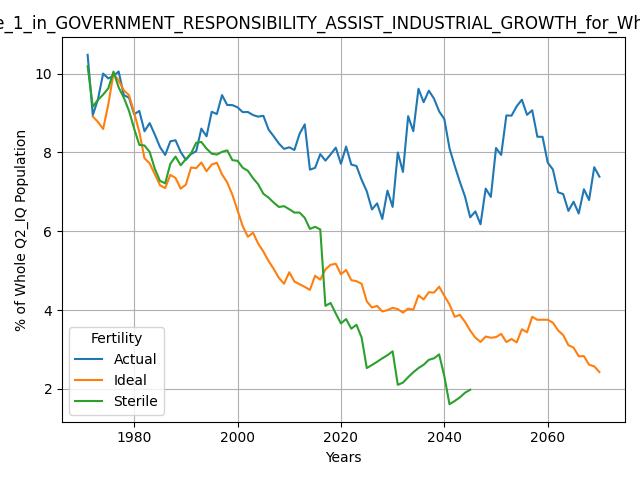 e_1_in_GOVERNMENT_RESPONSIBILITY_ASSIST_INDUSTRIAL_GROWTH_for_Wh
% of Whole Q2_IQ Population
10
8
6
4
2
Fertility
Actual
Ideal
Sterile
1980
2000
2020
2040
2060
Years